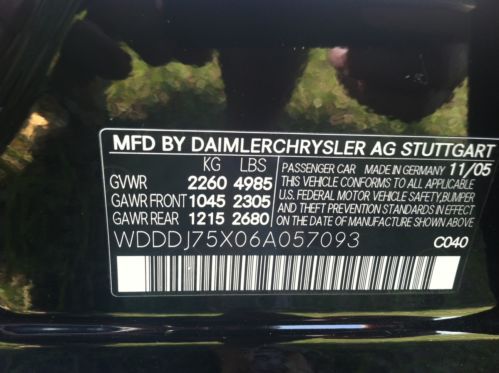 MFD BY DAIMLERCHRYSLER AG STUTTGART
KG LBS
GVWR 2260 4985
GAWR FRONT 1045 2305
GAWR REAR 1215 2680
PASSENGER CAR MADE IN GERMANY 11/05
THIS VEHICLE CONFORMS TO ALL APPLICABLE
U.S. FEDERAL MOTOR VEHICLE SAFETY, BUMPER
AND THEFT PREVENTION STANDARDS IN EFFECT
ON THE DATE OF MANUFACTURE SHOWN ABOVE.
WDDDJ75X06A057093 C040